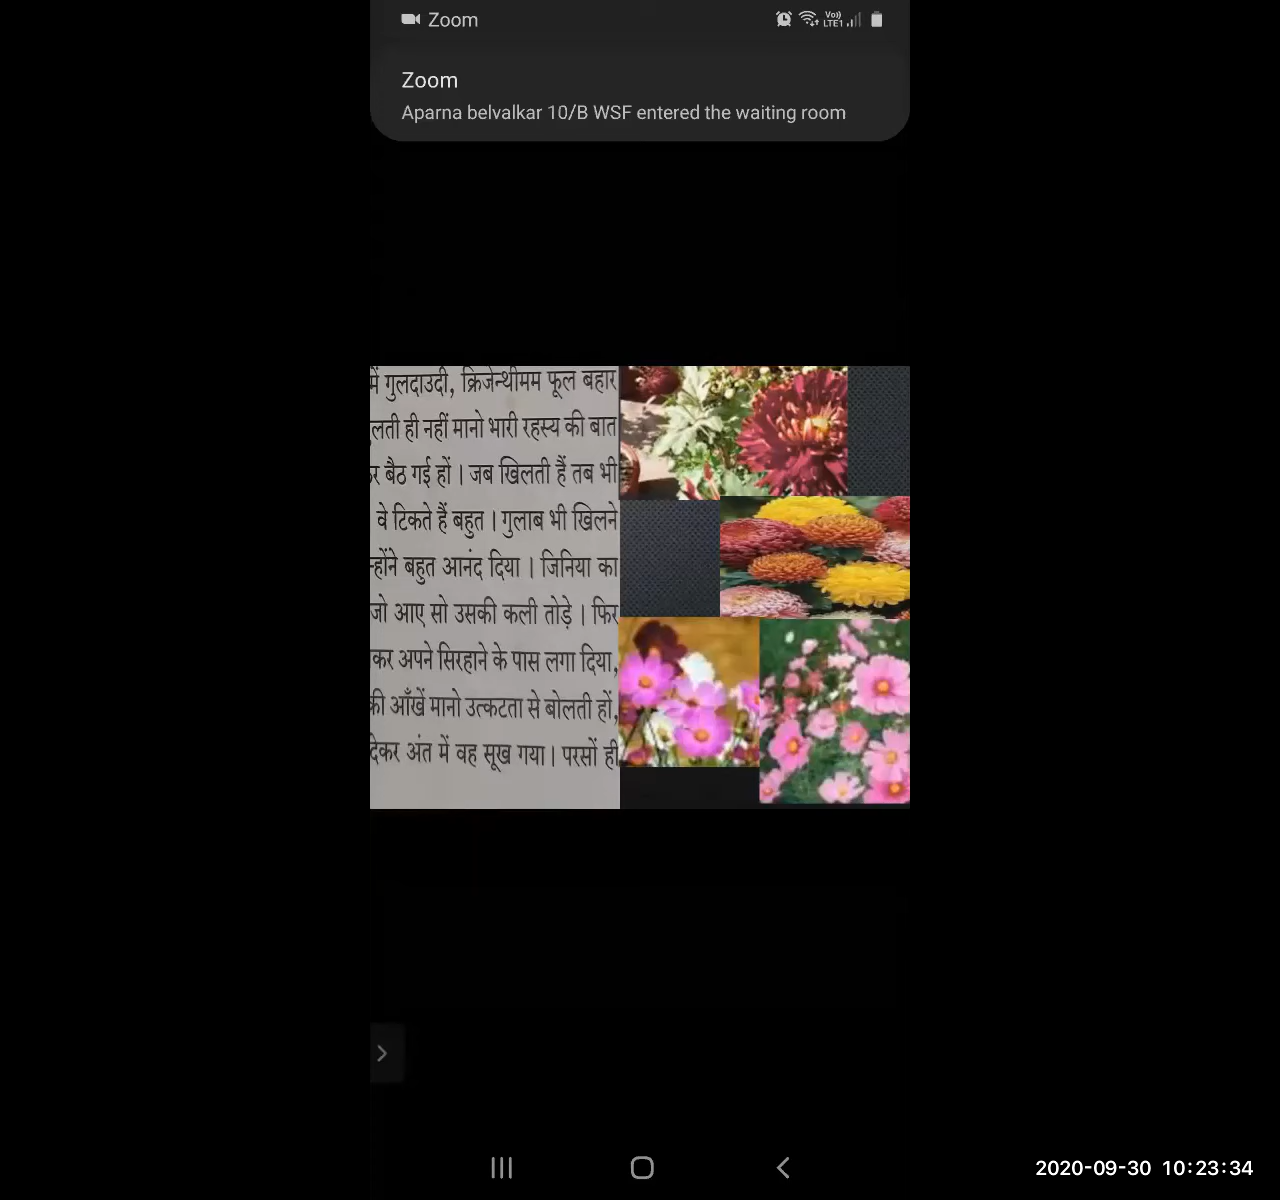 Zoom
Vo))
LTE1
Zoom
Aparna belvalkar 10/B WSF entered the waiting room
में गुलदाउदी, क्रिजेन्थीमम फूल बहार
लती ही नहीं मानो भारी रहस्य की बात
र बैठ गई हों । जब खिलती हैं तब भी
वे टिकते हैं बहुत । गुलाब भी खिलने
न्होंने बहुत आनंद दिया । जिनिया का
जो आए सो उसकी कली तोड़े । फिर
कर अपने सिरहाने के पास लगा दिया,
की आँखें मानो उत्कटता से बोलती हों,
देकर अंत में वह सूख गया । परसों ही
2020-09-30 10:23:34